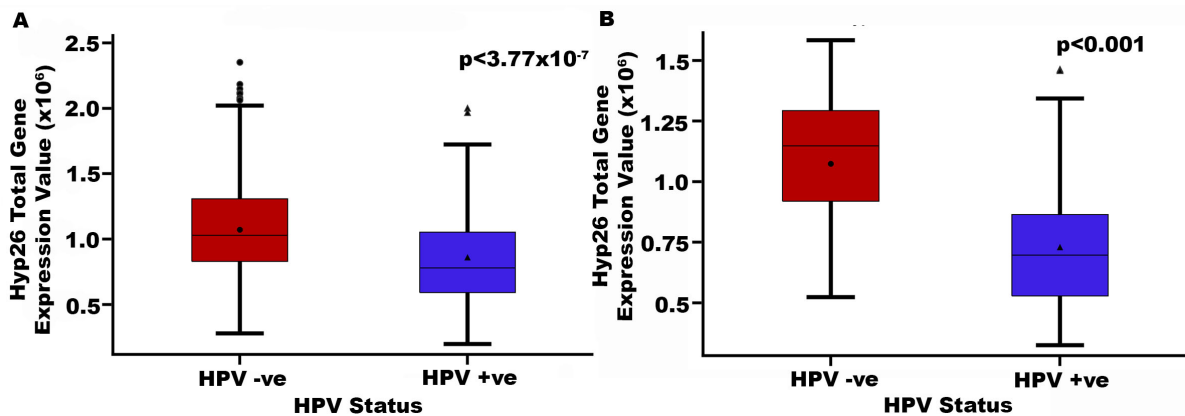 A
Hyp26 Total Gene
Expression Value (x10⁶)
2.5
2.0
1.5
1.0
0.5
p<3.77x10⁻⁷
HPV -ve
HPV +ve
HPV Status
B
Hyp26 Total Gene
Expression Value (x10⁶)
1.5
1.25
1.0
0.75
0.5
p<0.001
HPV -ve
HPV +ve
HPV Status